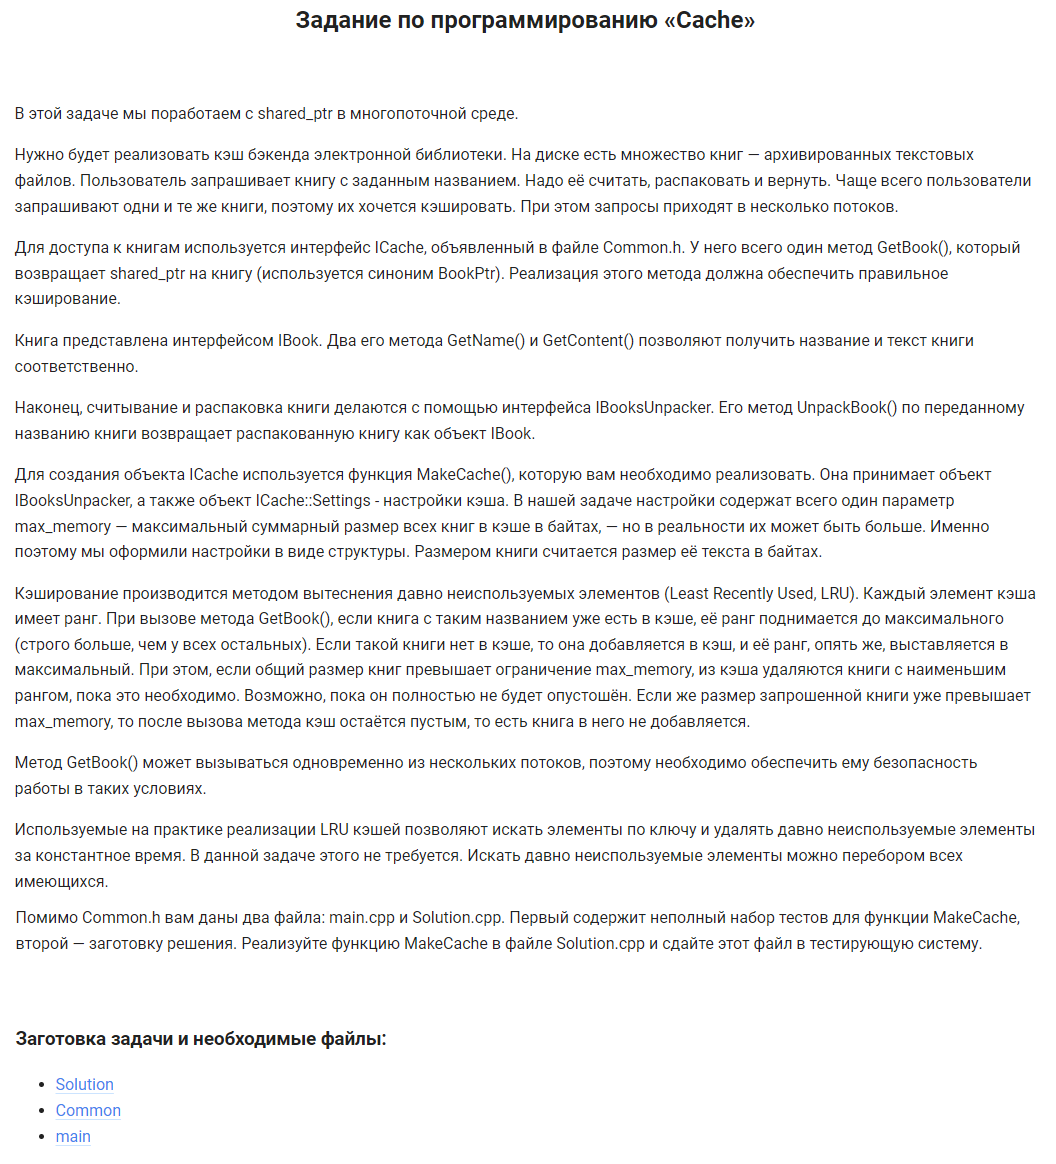 Задание по программированию «Cache»
В этой задаче мы поработаем с shared_ptr в многопоточной среде.
Нужно будет реализовать кэш бэкенда электронной библиотеки. На диске есть множество книг — архивированных текстовых
файлов. Пользователь запрашивает книгу с заданным названием. Надо её считать, распаковать и вернуть. Чаще всего пользователи
запрашивают одни и те же книги, поэтому их хочется кэшировать. При этом запросы приходят в несколько потоков.
Для доступа к книгам используется интерфейс ICache, объявленный в файле Common.h. У него всего один метод GetBook(), который
возвращает shared_ptr на книгу (используется синоним BookPtr). Реализация этого метода должна обеспечить правильное
кэширование.
Книга представлена интерфейсом IBook. Два его метода GetName() и GetContent() позволяют получить название и текст книги
соответственно.
Наконец, считывание и распаковка книги делаются с помощью интерфейса IBooksUnpacker. Его метод UnpackBook() по переданному
названию книги возвращает распакованную книгу как объект IBook.
Для создания объекта ICache используется функция MakeCache(), которую вам необходимо реализовать. Она принимает объект
IBooksUnpacker, а также объект ICache::Settings - настройки кэша. В нашей задаче настройки содержат всего один параметр
max_memory — максимальный суммарный размер всех книг в кэше в байтах, — но в реальности их может быть больше. Именно
поэтому мы оформили настройки в виде структуры. Размером книги считается размер её текста в байтах.
Кэширование производится методом вытеснения давно неиспользуемых элементов (Least Recently Used, LRU). Каждый элемент кэша
имеет ранг. При вызове метода GetBook(), если книга с таким названием уже есть в кэше, её ранг поднимается до максимального
(строго больше, чем у всех остальных). Если такой книги нет в кэше, то она добавляется в кэш, и её ранг, опять же, выставляется в
максимальный. При этом, если общий размер книг превышает ограничение max_memory, из кэша удаляются книги с наименьшим
рангом, пока это необходимо. Возможно, пока он полностью не будет опустошён. Если же размер запрошенной книги уже превышает
max_memory, то после вызова метода кэш остаётся пустым, то есть книга в него не добавляется.
Метод GetBook() может вызываться одновременно из нескольких потоков, поэтому необходимо обеспечить ему безопасность
работы в таких условиях.
Используемые на практике реализации LRU кэшей позволяют искать элементы по ключу и удалять давно неиспользуемые элементы
за константное время. В данной задаче этого не требуется. Искать давно неиспользуемые элементы можно перебором всех
имеющихся.
Помимо Common.h вам даны два файла: main.cpp и Solution.cpp. Первый содержит неполный набор тестов для функции MakeCache,
второй — заготовку решения. Реализуйте функцию MakeCache в файле Solution.cpp и сдайте этот файл в тестирующую систему.
Заготовка задачи и необходимые файлы:
• Solution
• Common
• main